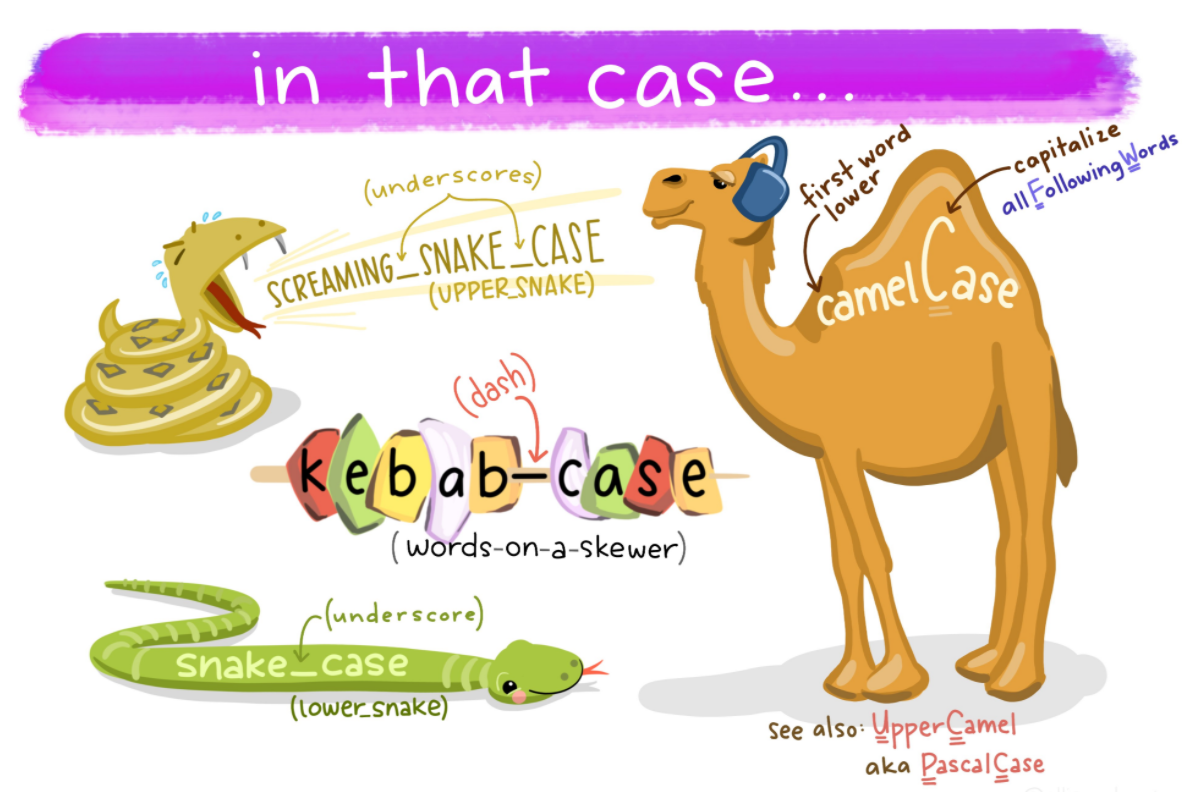 in that case...
(underscores)
SCREAMING_SNAKE_CASE
(UPPER_SNAKE)
first word
lower
capitalize
allFollowingWords
camelCase
(dash)
kebab-case
(words-on-a-skewer)
(underscore)
snake_case
(lower_snake)
see also: UpperCamel
aka PascalCase